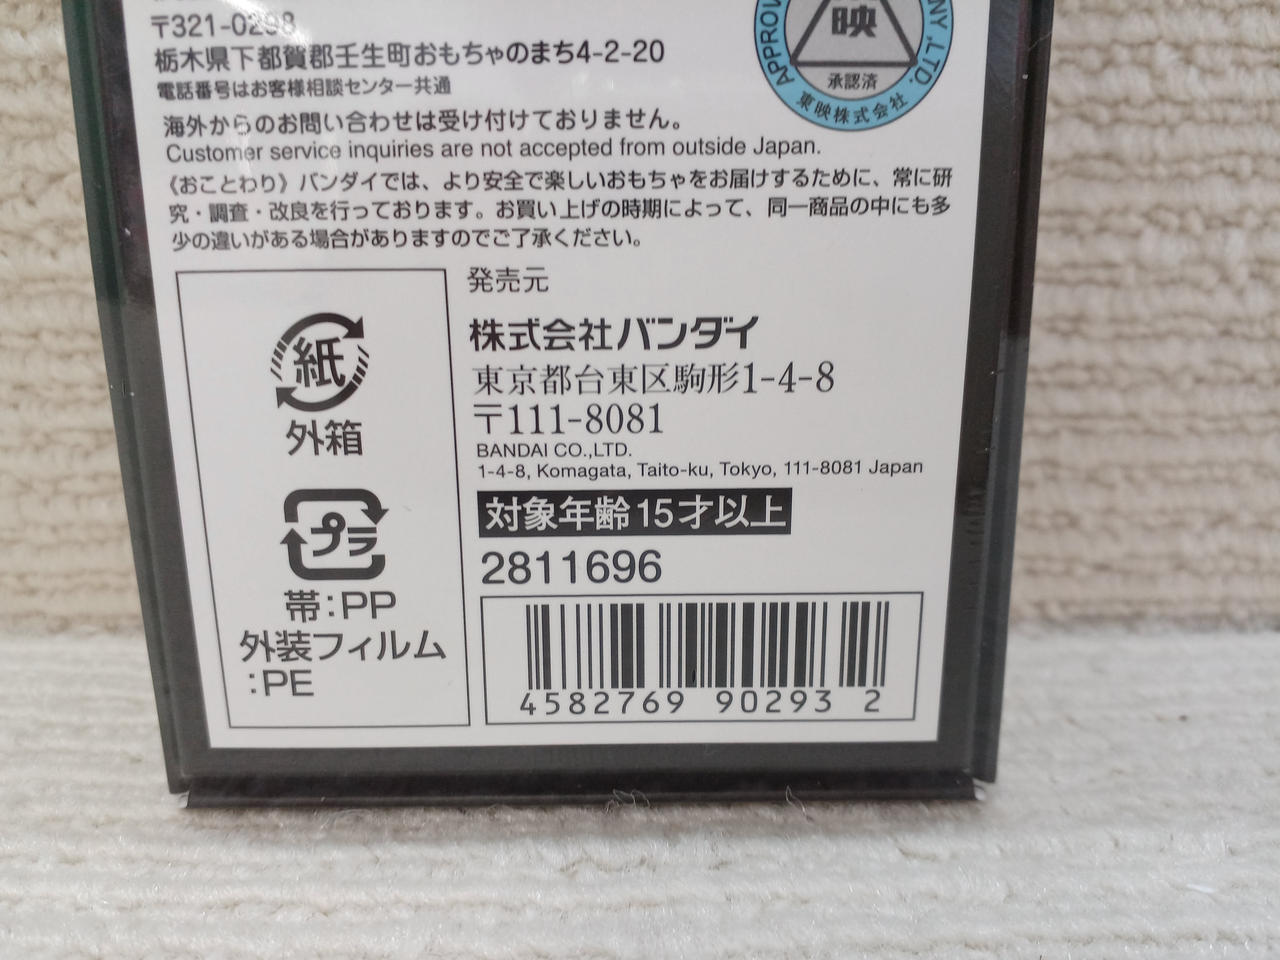 〒321-0298
栃木県下都賀郡壬生町おもちゃのまち4-2-20
電話番号はお客様相談センター共通
海外からのお問い合わせは受け付けておりません。
Customer service inquiries are not accepted from outside Japan.
《おことわり》バンダイでは、より安全で楽しいおもちゃをお届けするために、常に研
究・調査・改良を行っております。お買い上げの時期によって、同一商品の中にも多
少の違いがある場合がありますのでご了承ください。
映
承認済
東映株式会社
紙
外箱
プラ
帯:PP
外装フィルム
:PE
発売元
株式会社バンダイ
東京都台東区駒形1-4-8
〒111-8081
BANDAI CO.,LTD.
1-4-8, Komagata, Taito-ku, Tokyo, 111-8081 Japan
対象年齢15才以上
2811696
4582769 90293 2